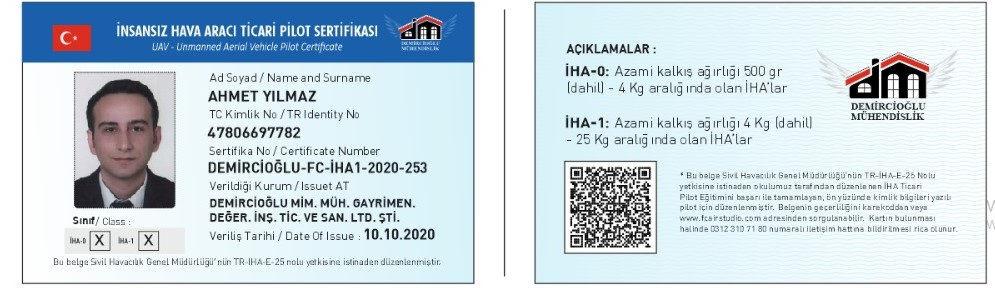 İNSANSIZ HAVA ARACI TİCARİ PİLOT SERTİFİKASI
UAV - Unmanned Aerial Vehicle Pilot Certificate
DEMİRCİOĞLU
MÜHENDİSLİK
Ad Soyad / Name and Surname
AHMET YILMAZ
TC Kimlik No / TR Identity No
47806697782
Sertifika No / Certificate Number
DEMİRCİOĞLU-FC-İHA1-2020-253
Verildiği Kurum / Issuet AT
DEMİRCİOĞLU MİM. MÜH. GAYRİMEN.
DEĞER. İNŞ. TİC. VE SAN. LTD. ŞTİ.
Veriliş Tarihi / Date Of Issue : 10.10.2020
Sınıf/ Class :
İHA-0 X İHA-1 X
Bu belge Sivil Havacılık Genel Müdürlüğü'nün TR-IHA-E-25 nolu yetkisine istinaden düzenlenmiştir.
AÇIKLAMALAR :
İHA-0: Azami kalkış ağırlığı 500 gr
(dahil) - 4 Kg aralığında olan İHA'lar
İHA-1: Azami kalkış ağırlığı 4 Kg (dahil)
- 25 Kg aralığında olan İHA'lar
DEMİRCİOĞLU
MÜHENDİSLİK
* Bu belge Sivil Havacılık Genel Müdürlüğü'nün TR-İHA-E-25 Nolu
yetkisine istinaden okulumuz tarafından düzenlenen İHA Ticari
Pilot Eğitimini başarı ile tamamlayan, ön yüzünde kimlik bilgileri yazılı
pilot için düzenlenmiştir. Belgenin geçerliliğini karekoddan veya
www.fcairstudio.com adresinden sorgulanabilir. Kartın bulunması
halinde 0312 310 71 80 numaralı iletişim hattına bildirilmesi rica olunur.